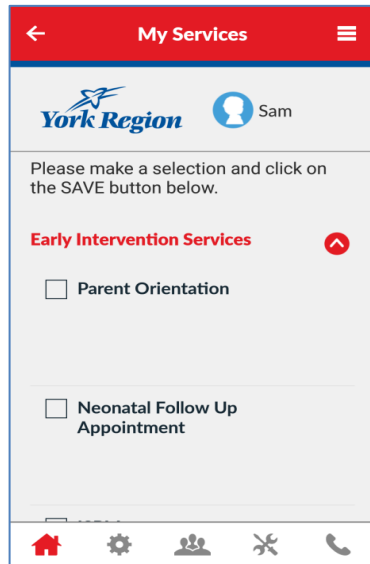 My Services
York Region
Sam
Please make a selection and click on
the SAVE button below.
Early Intervention Services
Parent Orientation
Neonatal Follow Up
Appointment